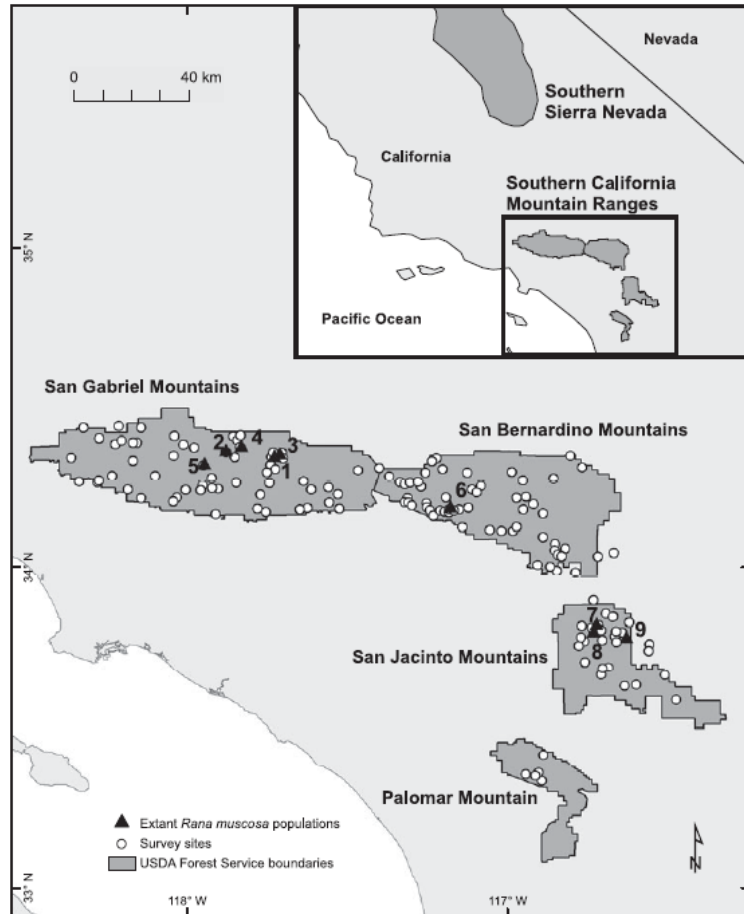 0 40 km
Nevada
Southern
Sierra Nevada
California
Southern California
Mountain Ranges
35° N
Pacific Ocean
San Gabriel Mountains
San Bernardino Mountains
2 4 3
5 1
6
34° N
7 9
San Jacinto Mountains 8
Palomar Mountain
Extant Rana muscosa populations
Survey sites
USDA Forest Service boundaries
N
33° N
118° W 117° W